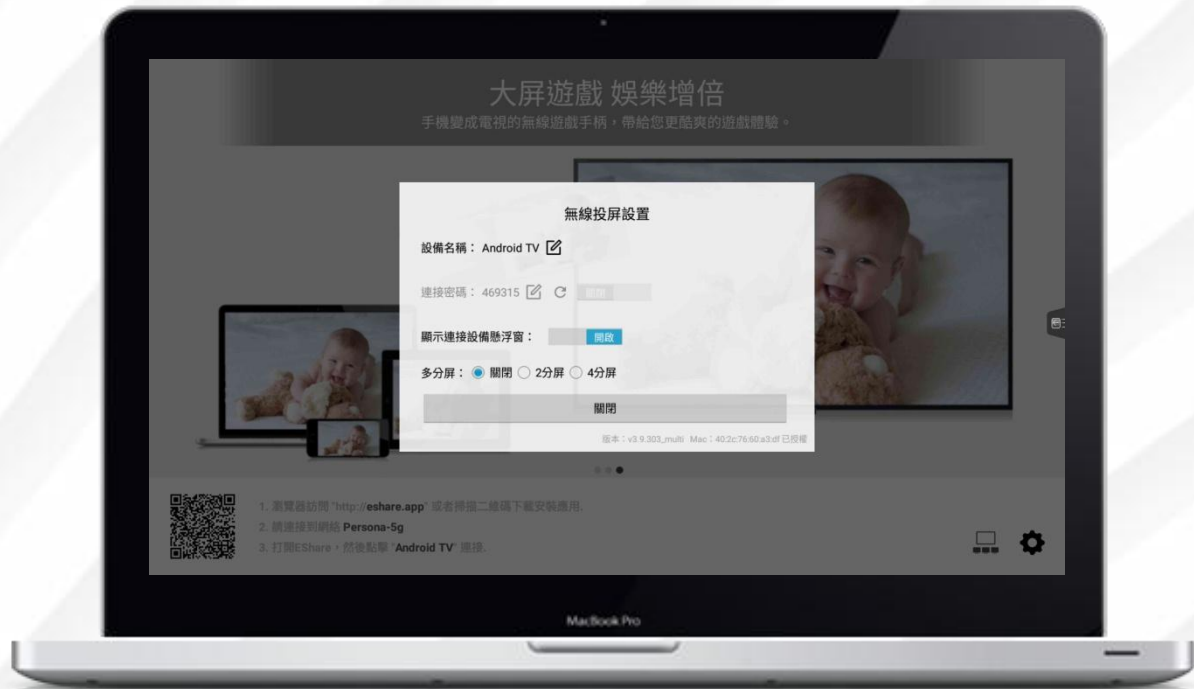 大屏遊戲 娛樂增倍
手機變成電視的無線遊戲手柄，帶給您更酷爽的遊戲體驗。
無線投屏設置
設備名稱： Android TV
連接密碼： 469315 關閉
顯示連接設備懸浮窗： 開啟
多分屏： 關閉 2分屏 4分屏
關閉
版本：v3.9.303_multi Mac：40:2c:76:60:a3:df 已授權
1. 瀏覽器訪問 "http://eshare.app" 或者掃描二維碼下載安裝應用.
2. 請連接到網絡 Persona-5g
3. 打開EShare，然後點擊 "Android TV" 連接.
MacBook Pro